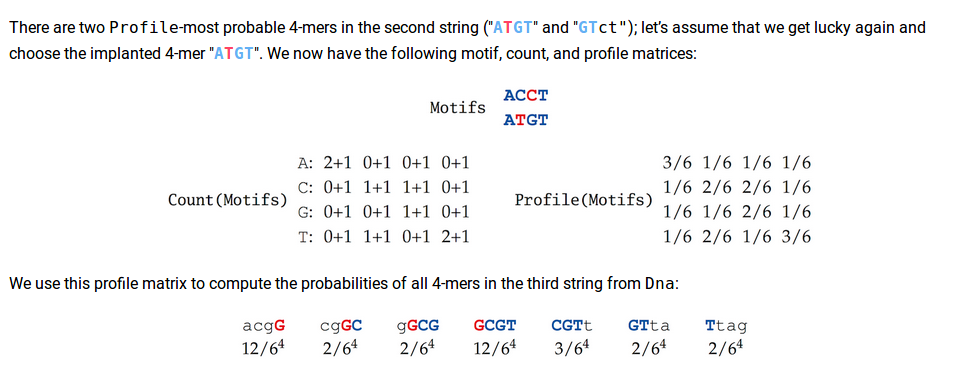 There are two Profile-most probable 4-mers in the second string ("ATGT" and "GTct"); let's assume that we get lucky again and
choose the implanted 4-mer "ATGT". We now have the following motif, count, and profile matrices:
ACCT
Motifs
ATGT
A: 2+1 0+1 0+1 0+1
C: 0+1 1+1 1+1 0+1
Count(Motifs)
G: 0+1 0+1 1+1 0+1
T: 0+1 1+1 0+1 2+1
3/6 1/6 1/6 1/6
1/6 2/6 2/6 1/6
Profile(Motifs)
1/6 1/6 2/6 1/6
1/6 2/6 1/6 3/6
We use this profile matrix to compute the probabilities of all 4-mers in the third string from Dna:
acgG cgGC gGCG GCGT CGTt GTta Ttag
12/6⁴ 2/6⁴ 2/6⁴ 12/6⁴ 3/6⁴ 2/6⁴ 2/6⁴